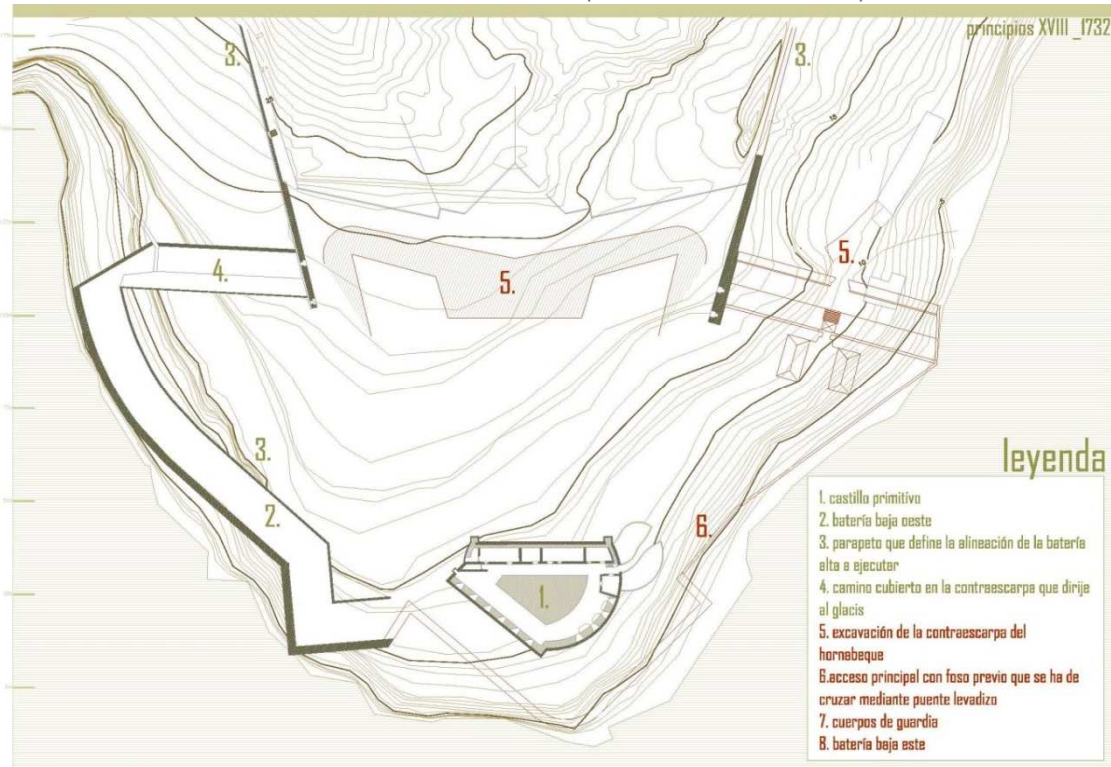 principios XVIII _1732
3.
3.
4.
5.
5.
3.
2.
6.
1.
leyenda
1. castillo primitivo
2. batería baja oeste
3. parapeto que define la alineación de la batería
alta a ejecutar
4. camino cubierto en la contraescarpa que dirije
al glacis
5. excavación de la contraescarpa del
hornabeque
6.acceso principal con foso previo que se ha de
cruzar mediante puente levadizo
7. cuerpos de guardia
8. batería baja este